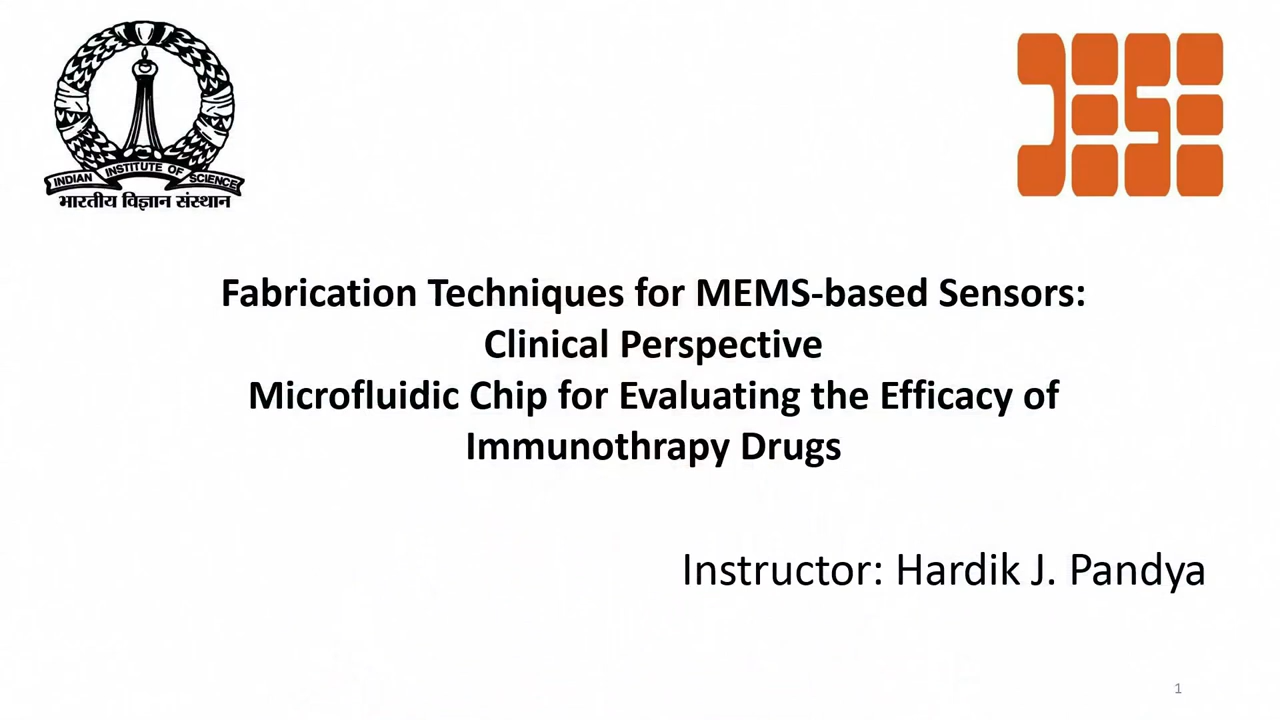 INDIAN INSTITUTE OF SCIENCE
भारतीय विज्ञान संस्थान
DESE
Fabrication Techniques for MEMS-based Sensors:
Clinical Perspective
Microfluidic Chip for Evaluating the Efficacy of
Immunothrapy Drugs
Instructor: Hardik J. Pandya
1